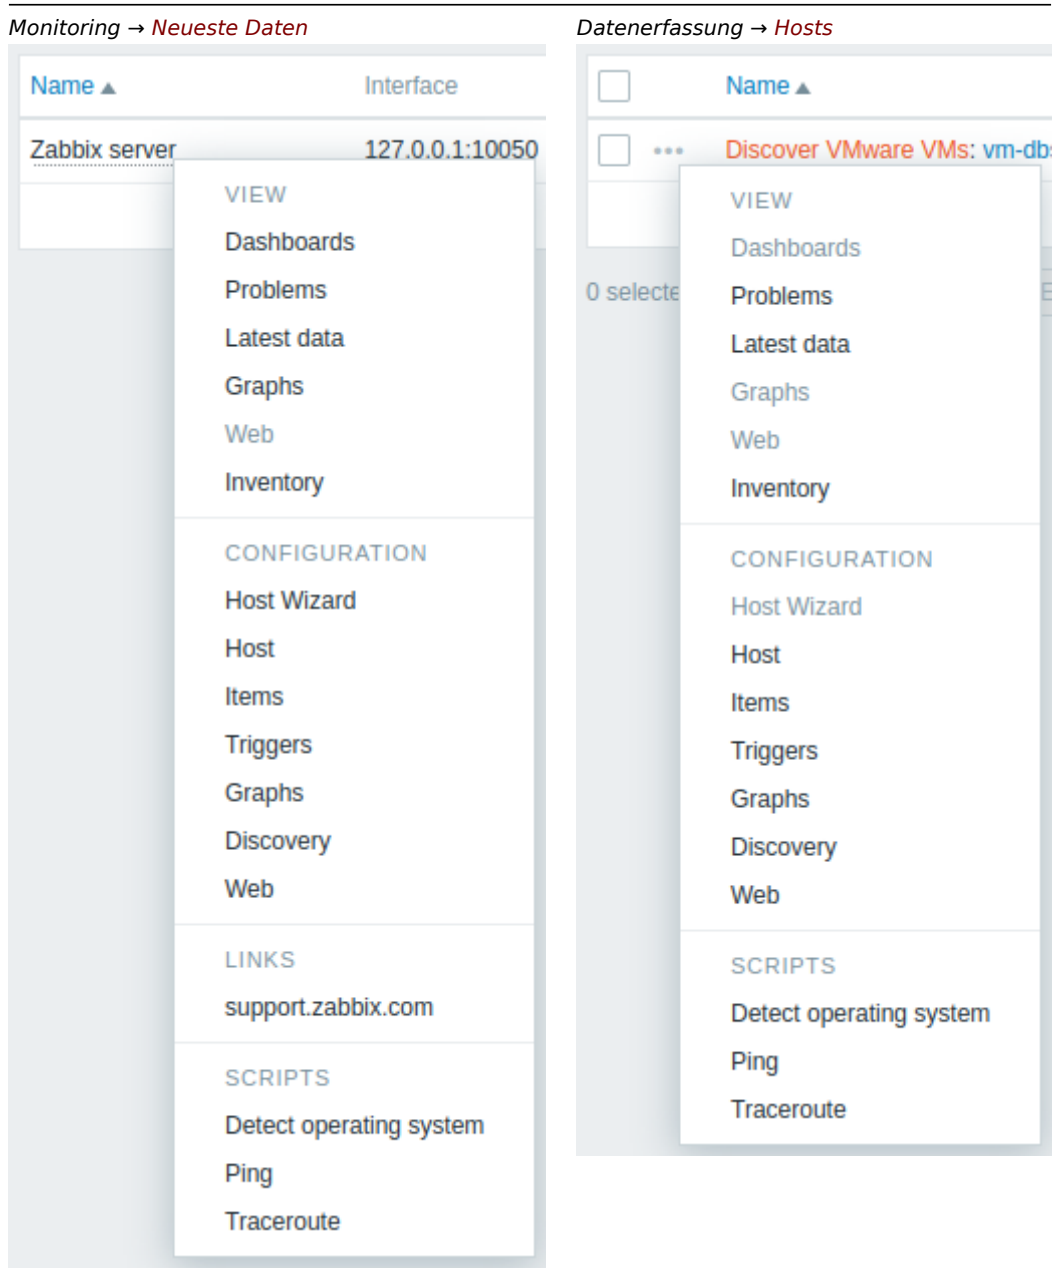 Monitoring → Neueste Daten
Name ▲ Interface
Zabbix server 127.0.0.1:10050
VIEW
Dashboards
Problems
Latest data
Graphs
Web
Inventory
CONFIGURATION
Host Wizard
Host
Items
Triggers
Graphs
Discovery
Web
LINKS
support.zabbix.com
SCRIPTS
Detect operating system
Ping
Traceroute
Datenerfassung → Hosts
Name ▲
Discover VMware VMs: vm-db
0 selecte
VIEW
Dashboards
Problems
Latest data
Graphs
Web
Inventory
CONFIGURATION
Host Wizard
Host
Items
Triggers
Graphs
Discovery
Web
SCRIPTS
Detect operating system
Ping
Traceroute